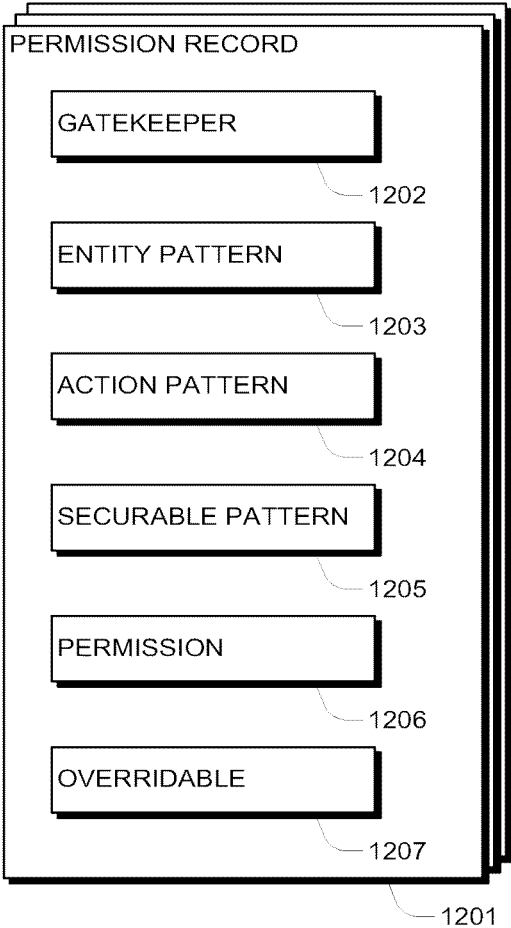 PERMISSION RECORD
GATEKEEPER
1202
ENTITY PATTERN
1203
ACTION PATTERN
1204
SECURABLE PATTERN
1205
PERMISSION
1206
OVERRIDABLE
1207
1201